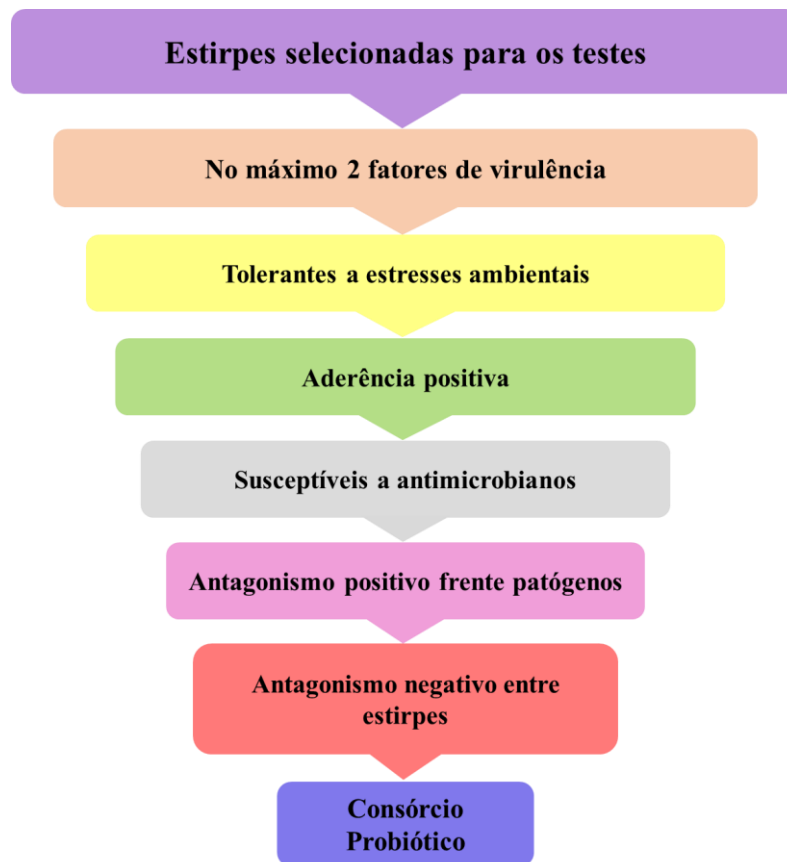 Estirpes selecionadas para os testes
No máximo 2 fatores de virulência
Tolerantes a estresses ambientais
Aderência positiva
Susceptíveis a antimicrobianos
Antagonismo positivo frente patógenos
Antagonismo negativo entre
estirpes
Consórcio
Probiótico